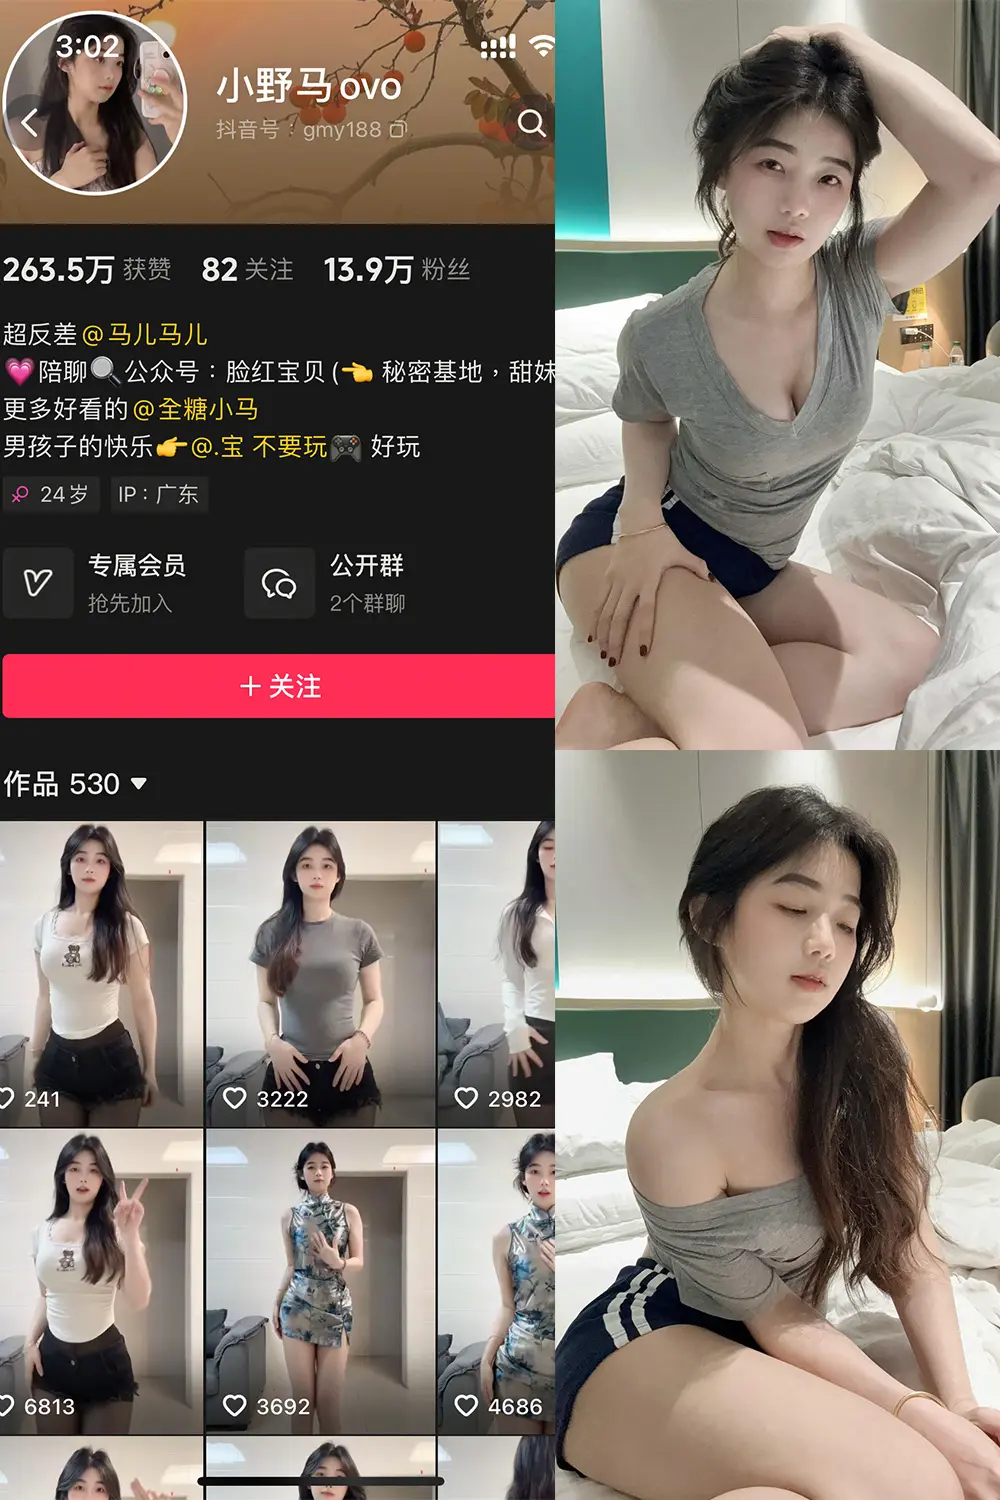 3:02
小野马ovo
抖音号：gmy188
263.5万 获赞 82 关注 13.9万 粉丝
超反差@马儿马儿
💗陪聊🔍公众号：脸红宝贝(👈 秘密基地，甜妹
更多好看的@全糖小马
男孩子的快乐👉@.宝 不要玩🎮 好玩
24岁 IP：广东
专属会员 公开群
抢先加入 2个群聊
+ 关注
作品 530
241 3222 2982
6813 3692 4686